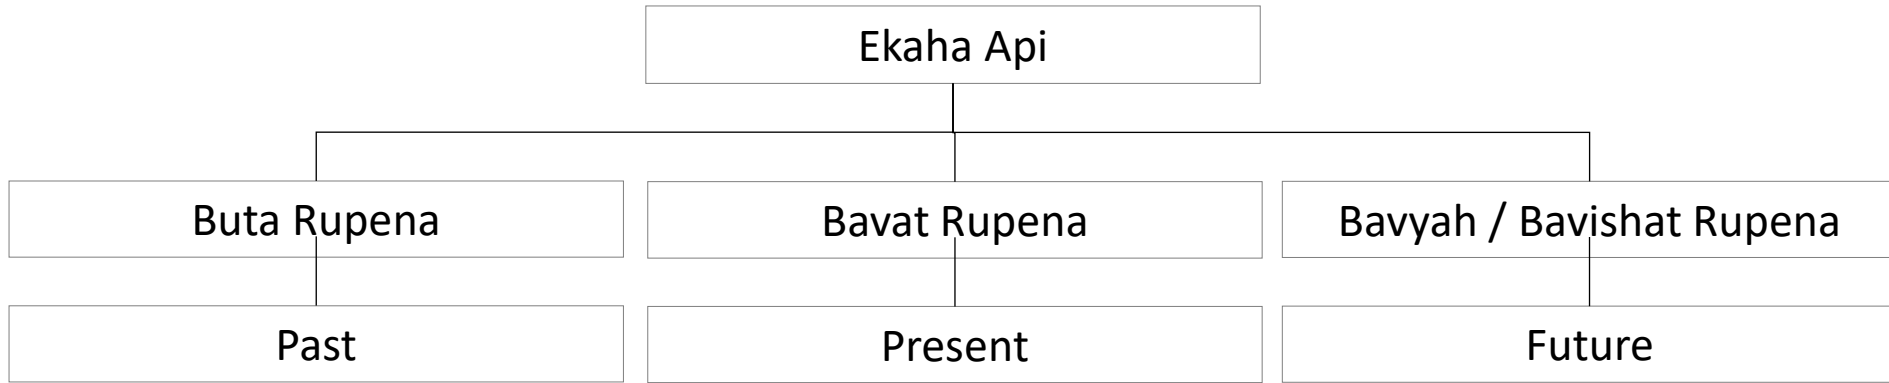 Ekaha Api
Buta Rupena
Bavat Rupena
Bavyah / Bavishat Rupena
Past
Present
Future